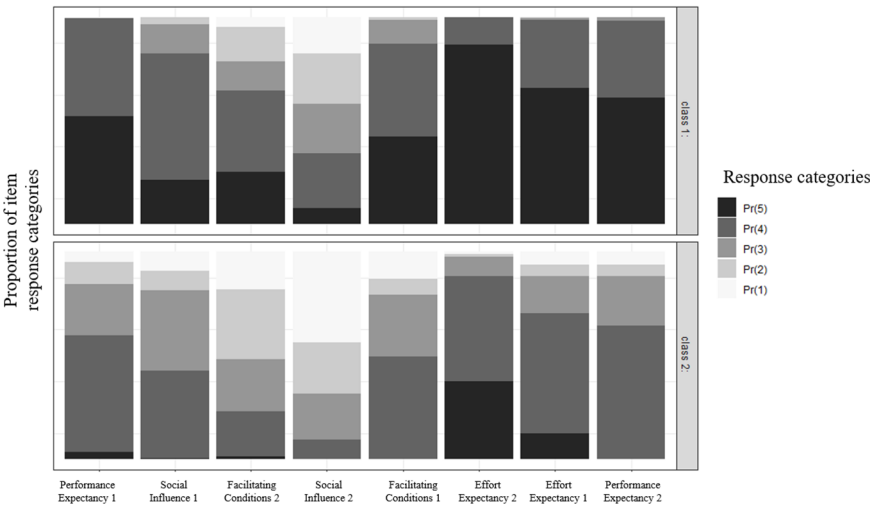 Proportion of item
response categories
class 1:
class 2:
Response categories
Pr(5)
Pr(4)
Pr(3)
Pr(2)
Pr(1)
Performance
Expectancy 1
Social
Influence 1
Facilitating
Conditions 2
Social
Influence 2
Facilitating
Conditions 1
Effort
Expectancy 2
Effort
Expectancy 1
Performance
Expectancy 2